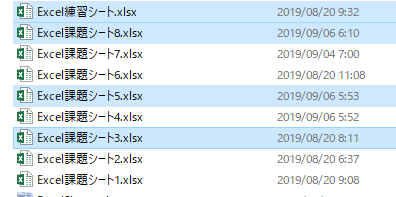 Excel練習シート.xlsx 2019/08/20 9:32
Excel課題シート8.xlsx 2019/09/06 6:10
Excel課題シート7.xlsx 2019/09/04 7:00
Excel課題シート6.xlsx 2019/08/20 11:08
Excel課題シート5.xlsx 2019/09/06 5:53
Excel課題シート4.xlsx 2019/09/06 5:52
Excel課題シート3.xlsx 2019/08/20 8:11
Excel課題シート2.xlsx 2019/08/20 6:37
Excel課題シート1.xlsx 2019/08/20 9:08